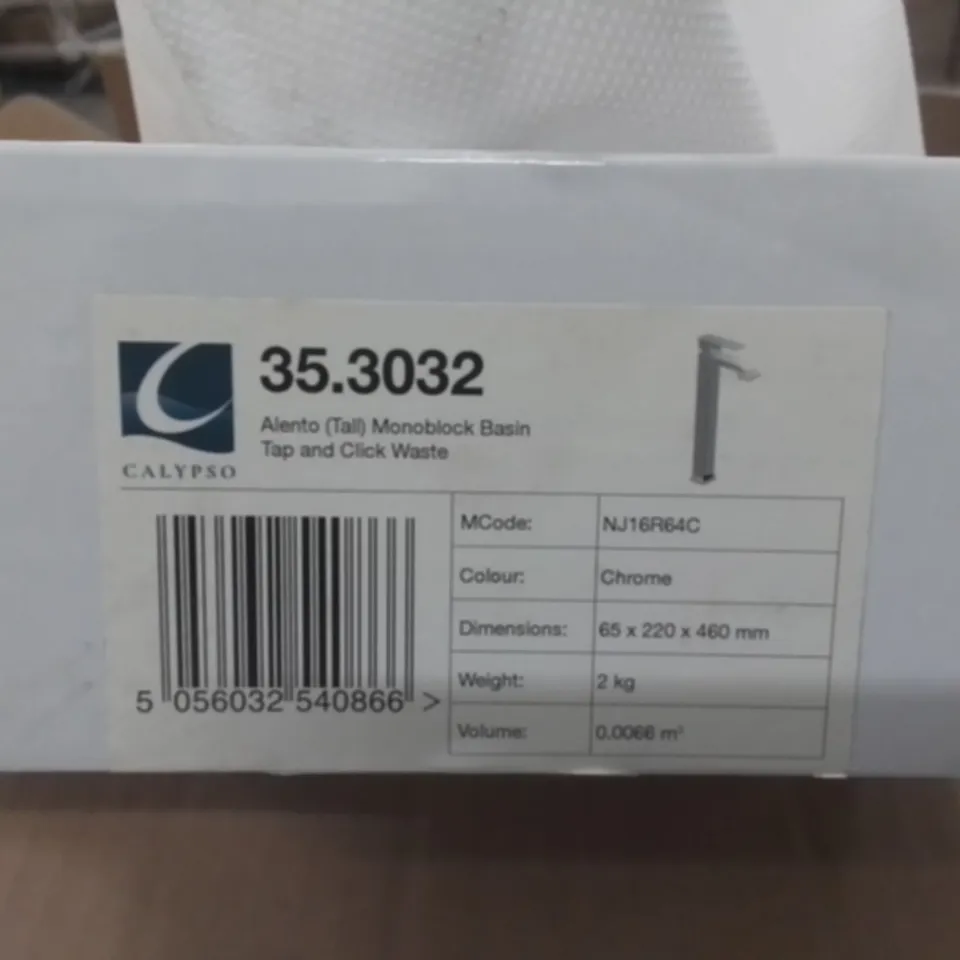 35.3032
Alento (Tall) Monoblock Basin
Tap and Click Waste
CALYPSO
MCode: NJ16R64C
Colour: Chrome
Dimensions: 65 x 220 x 460 mm
Weight: 2 kg
Volume: 0.0066 m³
5 056032 540866 >